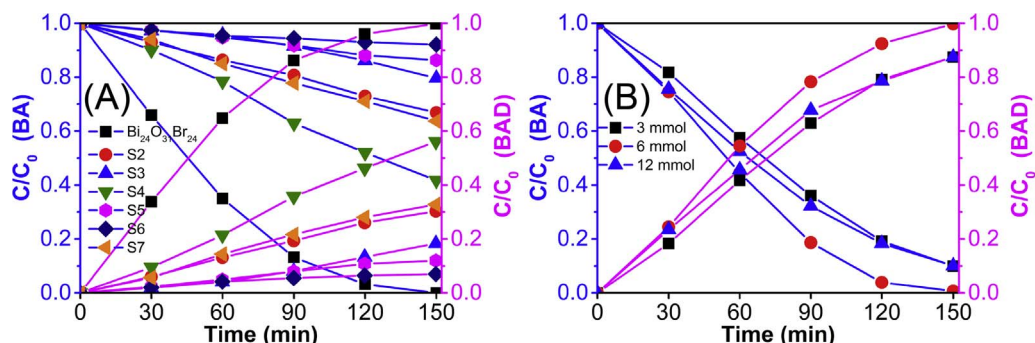 (A)
C/C₀ (BA)
1.0
0.8
0.6
0.4
0.2
0.0
Bi₂₄O₃₁Br₂₄
S2
S3
S4
S5
S6
S7
0 30 60 90 120 150
Time (min)
1.0
0.8
0.6
0.4
0.2
0.0
C/C₀ (BAD)
(B)
C/C₀ (BA)
1.0
0.8
0.6
0.4
0.2
0.0
3 mmol
6 mmol
12 mmol
0 30 60 90 120 150
Time (min)
1.0
0.8
0.6
0.4
0.2
0.0
C/C₀ (BAD)